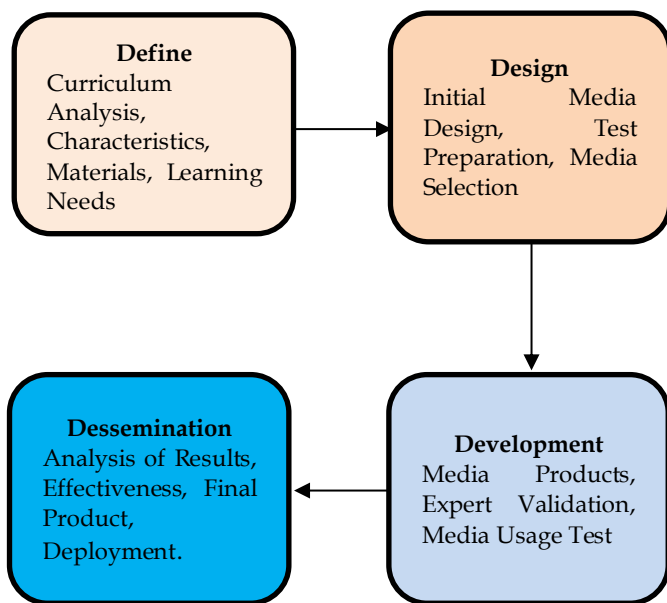 Define
Curriculum
Analysis,
Characteristics,
Materials, Learning
Needs
Design
Initial Media
Design, Test
Preparation, Media
Selection
Dessemination
Analysis of Results,
Effectiveness, Final
Product,
Deployment.
Development
Media Products,
Expert Validation,
Media Usage Test